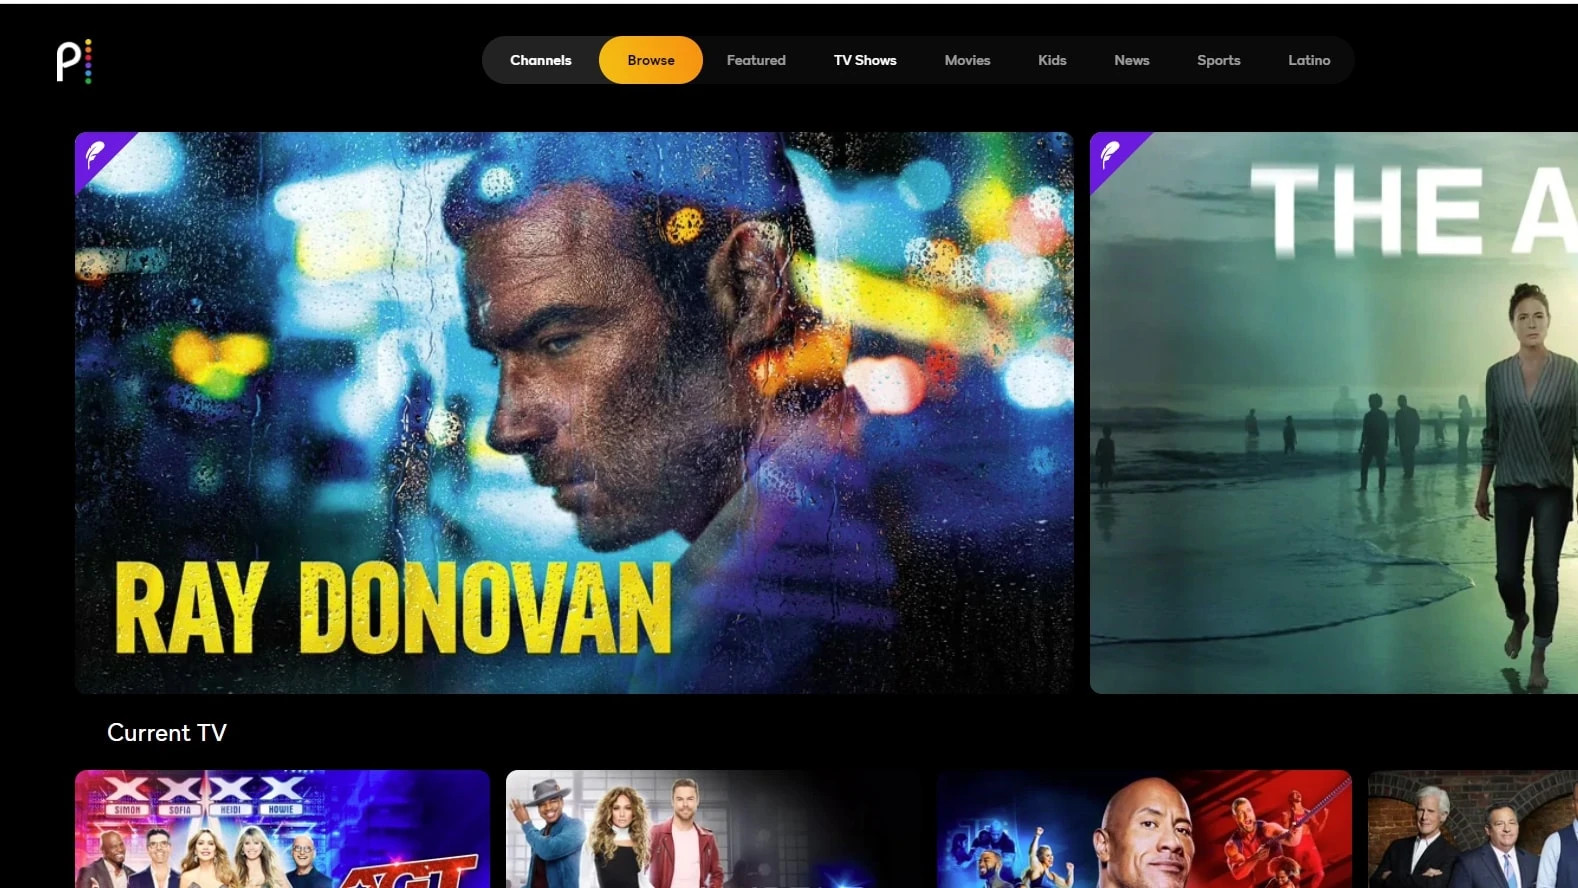 P
Channels
Browse
Featured
TV Shows
Movies
Kids
News
Sports
Latino
RAY DONOVAN
THE A
Current TV
XXXX
SIMON SOFIA HEIDI HOWIE
AGT